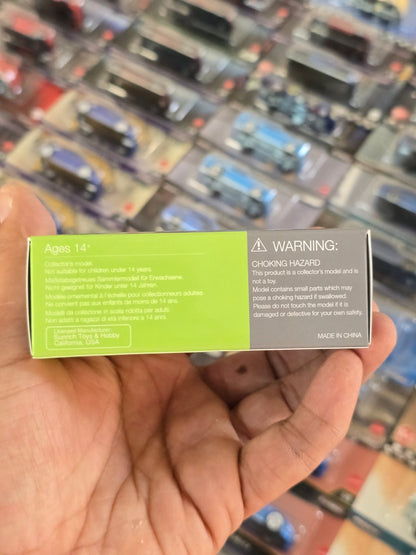 Ages 14+
Collector's model.
Not suitable for children under 14 years.
Maßstabsgetreues Sammlermodell für Erwachsene.
Nicht geeignet für Kinder unter 14 Jahren.
Modèle ornemental à l'échelle pour collectionneurs adultes.
Ne convient pas aux enfants de moins de 14 ans.
Modelli da collezione in scala ridotta per adulti.
Non adatti a ragazzi di età inferiore a 14 anni.
Licensed Manufacturer:
Sunrich Toys & Hobby
California, USA
WARNING:
CHOKING HAZARD
This product is a collector's model and is
not a toy.
Model contains small parts which may
pose a choking hazard if swallowed.
Please do not touch the model if it is
damaged or defective for your own safety.
MADE IN CHINA